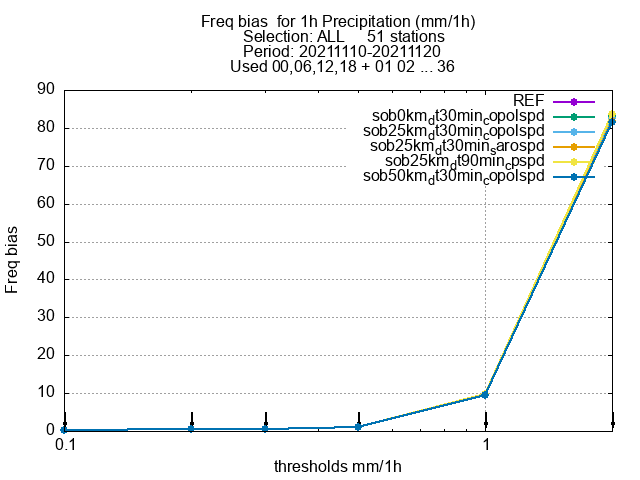 Freq bias  for 1h Precipitation (mm/1h)
Selection: ALL     51 stations
Period: 20211110-20211120
Used 00,06,12,18 + 01 02 ... 36
90
80
70
60
50
40
30
20
10
0
Freq bias
REF
sob0km_dt30min_copolspd
sob25km_dt30min_copolspd
sob25km_dt30min_sarospd
sob25km_dt90min_cpspd
sob50km_dt30min_copolspd
0.1
1
thresholds mm/1h